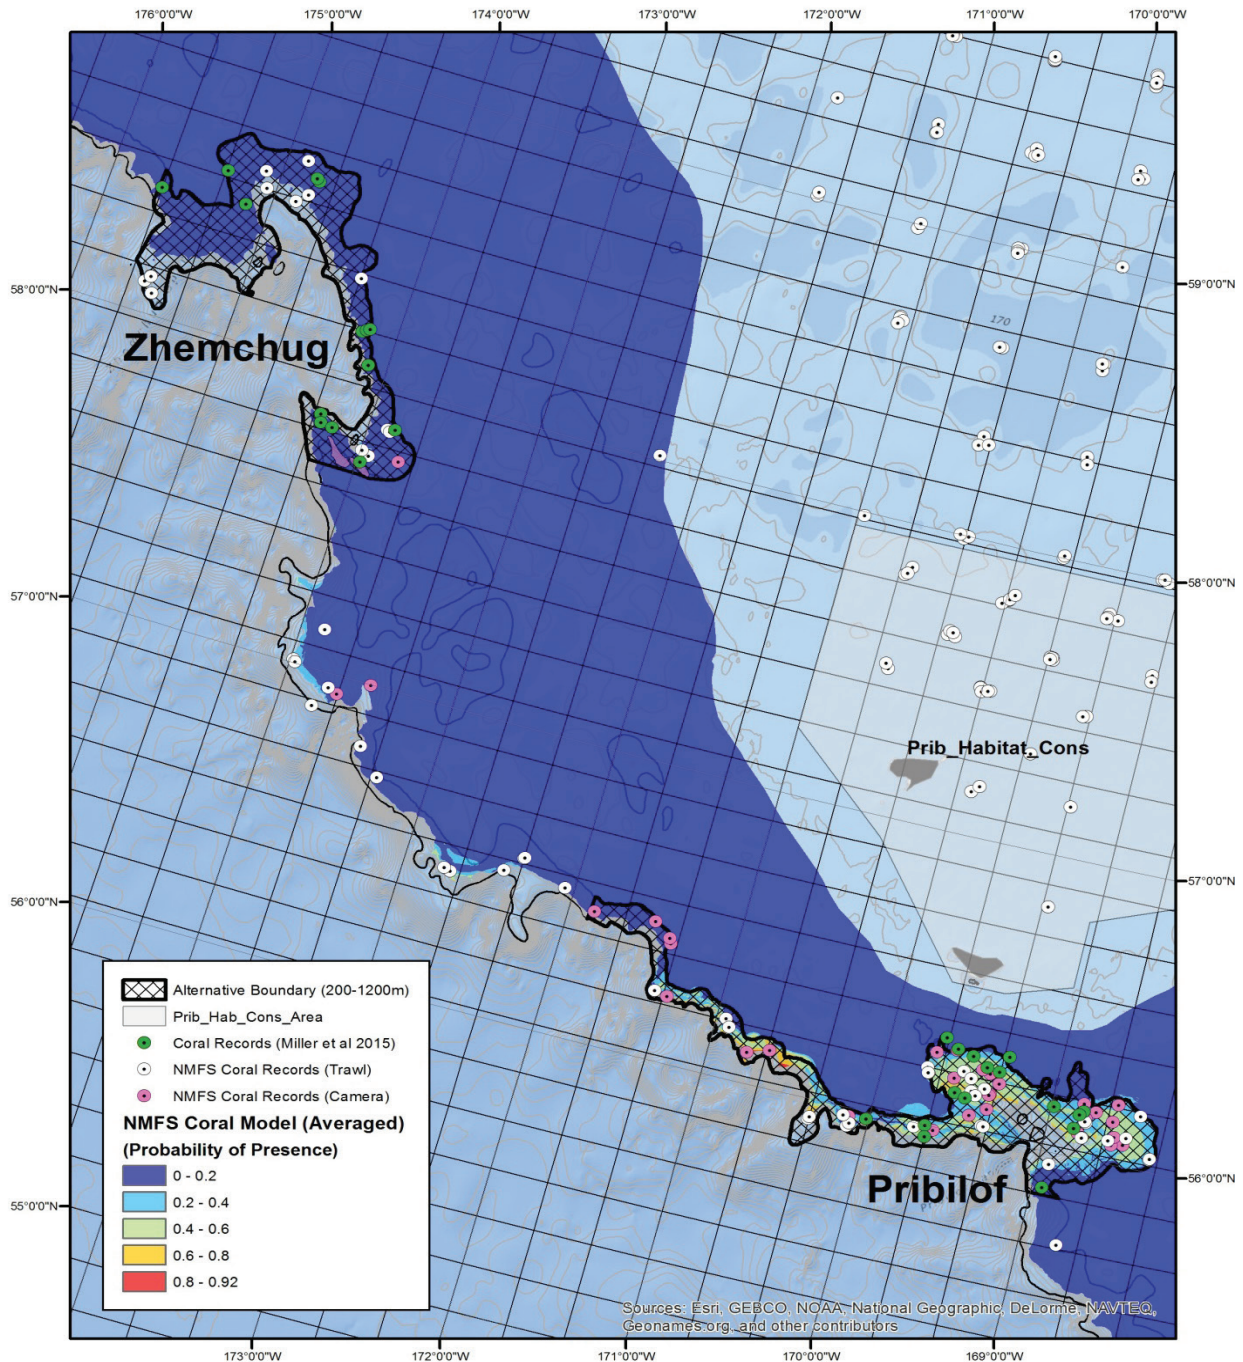 176°0'0"W 175°0'0"W 174°0'0"W 173°0'0"W 172°0'0"W 171°0'0"W 170°0'0"W
58°0'0"N
59°0'0"N
170
Zhemchug
57°0'0"N
58°0'0"N
Prib_Habitat_Cons
56°0'0"N
57°0'0"N
Alternative Boundary (200-1200m)
Prib_Hab_Cons_Area
Coral Records (Miller et al 2015)
NMFS Coral Records (Trawl)
NMFS Coral Records (Camera)
NMFS Coral Model (Averaged)
(Probability of Presence)
0 - 0.2
0.2 - 0.4
0.4 - 0.6
0.6 - 0.8
0.8 - 0.92
Pribilof
55°0'0"N
56°0'0"N
Sources: Esri, GEBCO, NOAA, National Geographic, DeLorme, NAVTEQ,
Geonames.org, and other contributors
173°0'0"W 172°0'0"W 171°0'0"W 170°0'0"W 169°0'0"W